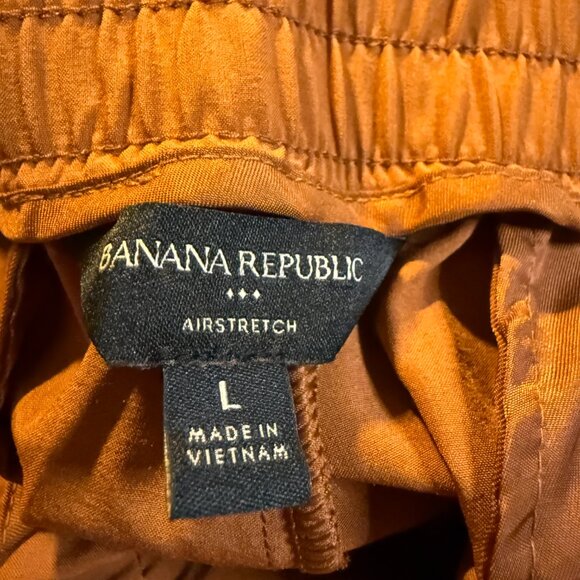 BANANA REPUBLIC
AIRSTRETCH
L
MADE IN
VIETNAM